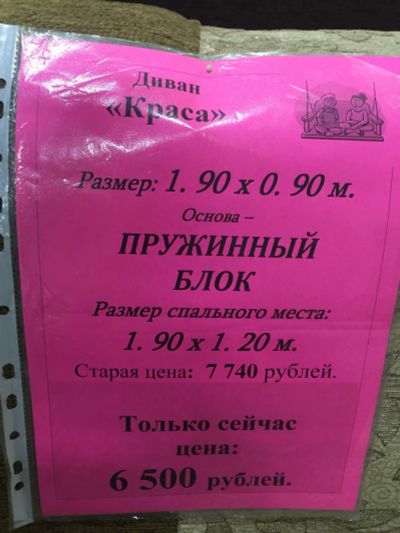 Диван
«Краса»
Размер: 1. 90 x 0. 90 м.
Основа –
ПРУЖИННЫЙ
БЛОК
Размер спального места:
1. 90 x 1. 20 м.
Старая цена: 7 740 рублей.
Только сейчас
цена:
6 500 рублей.